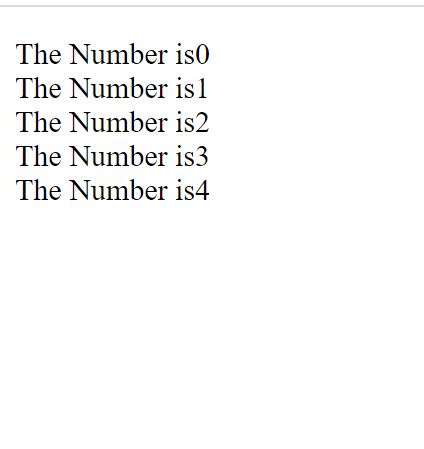 The Number is0
The Number is1
The Number is2
The Number is3
The Number is4